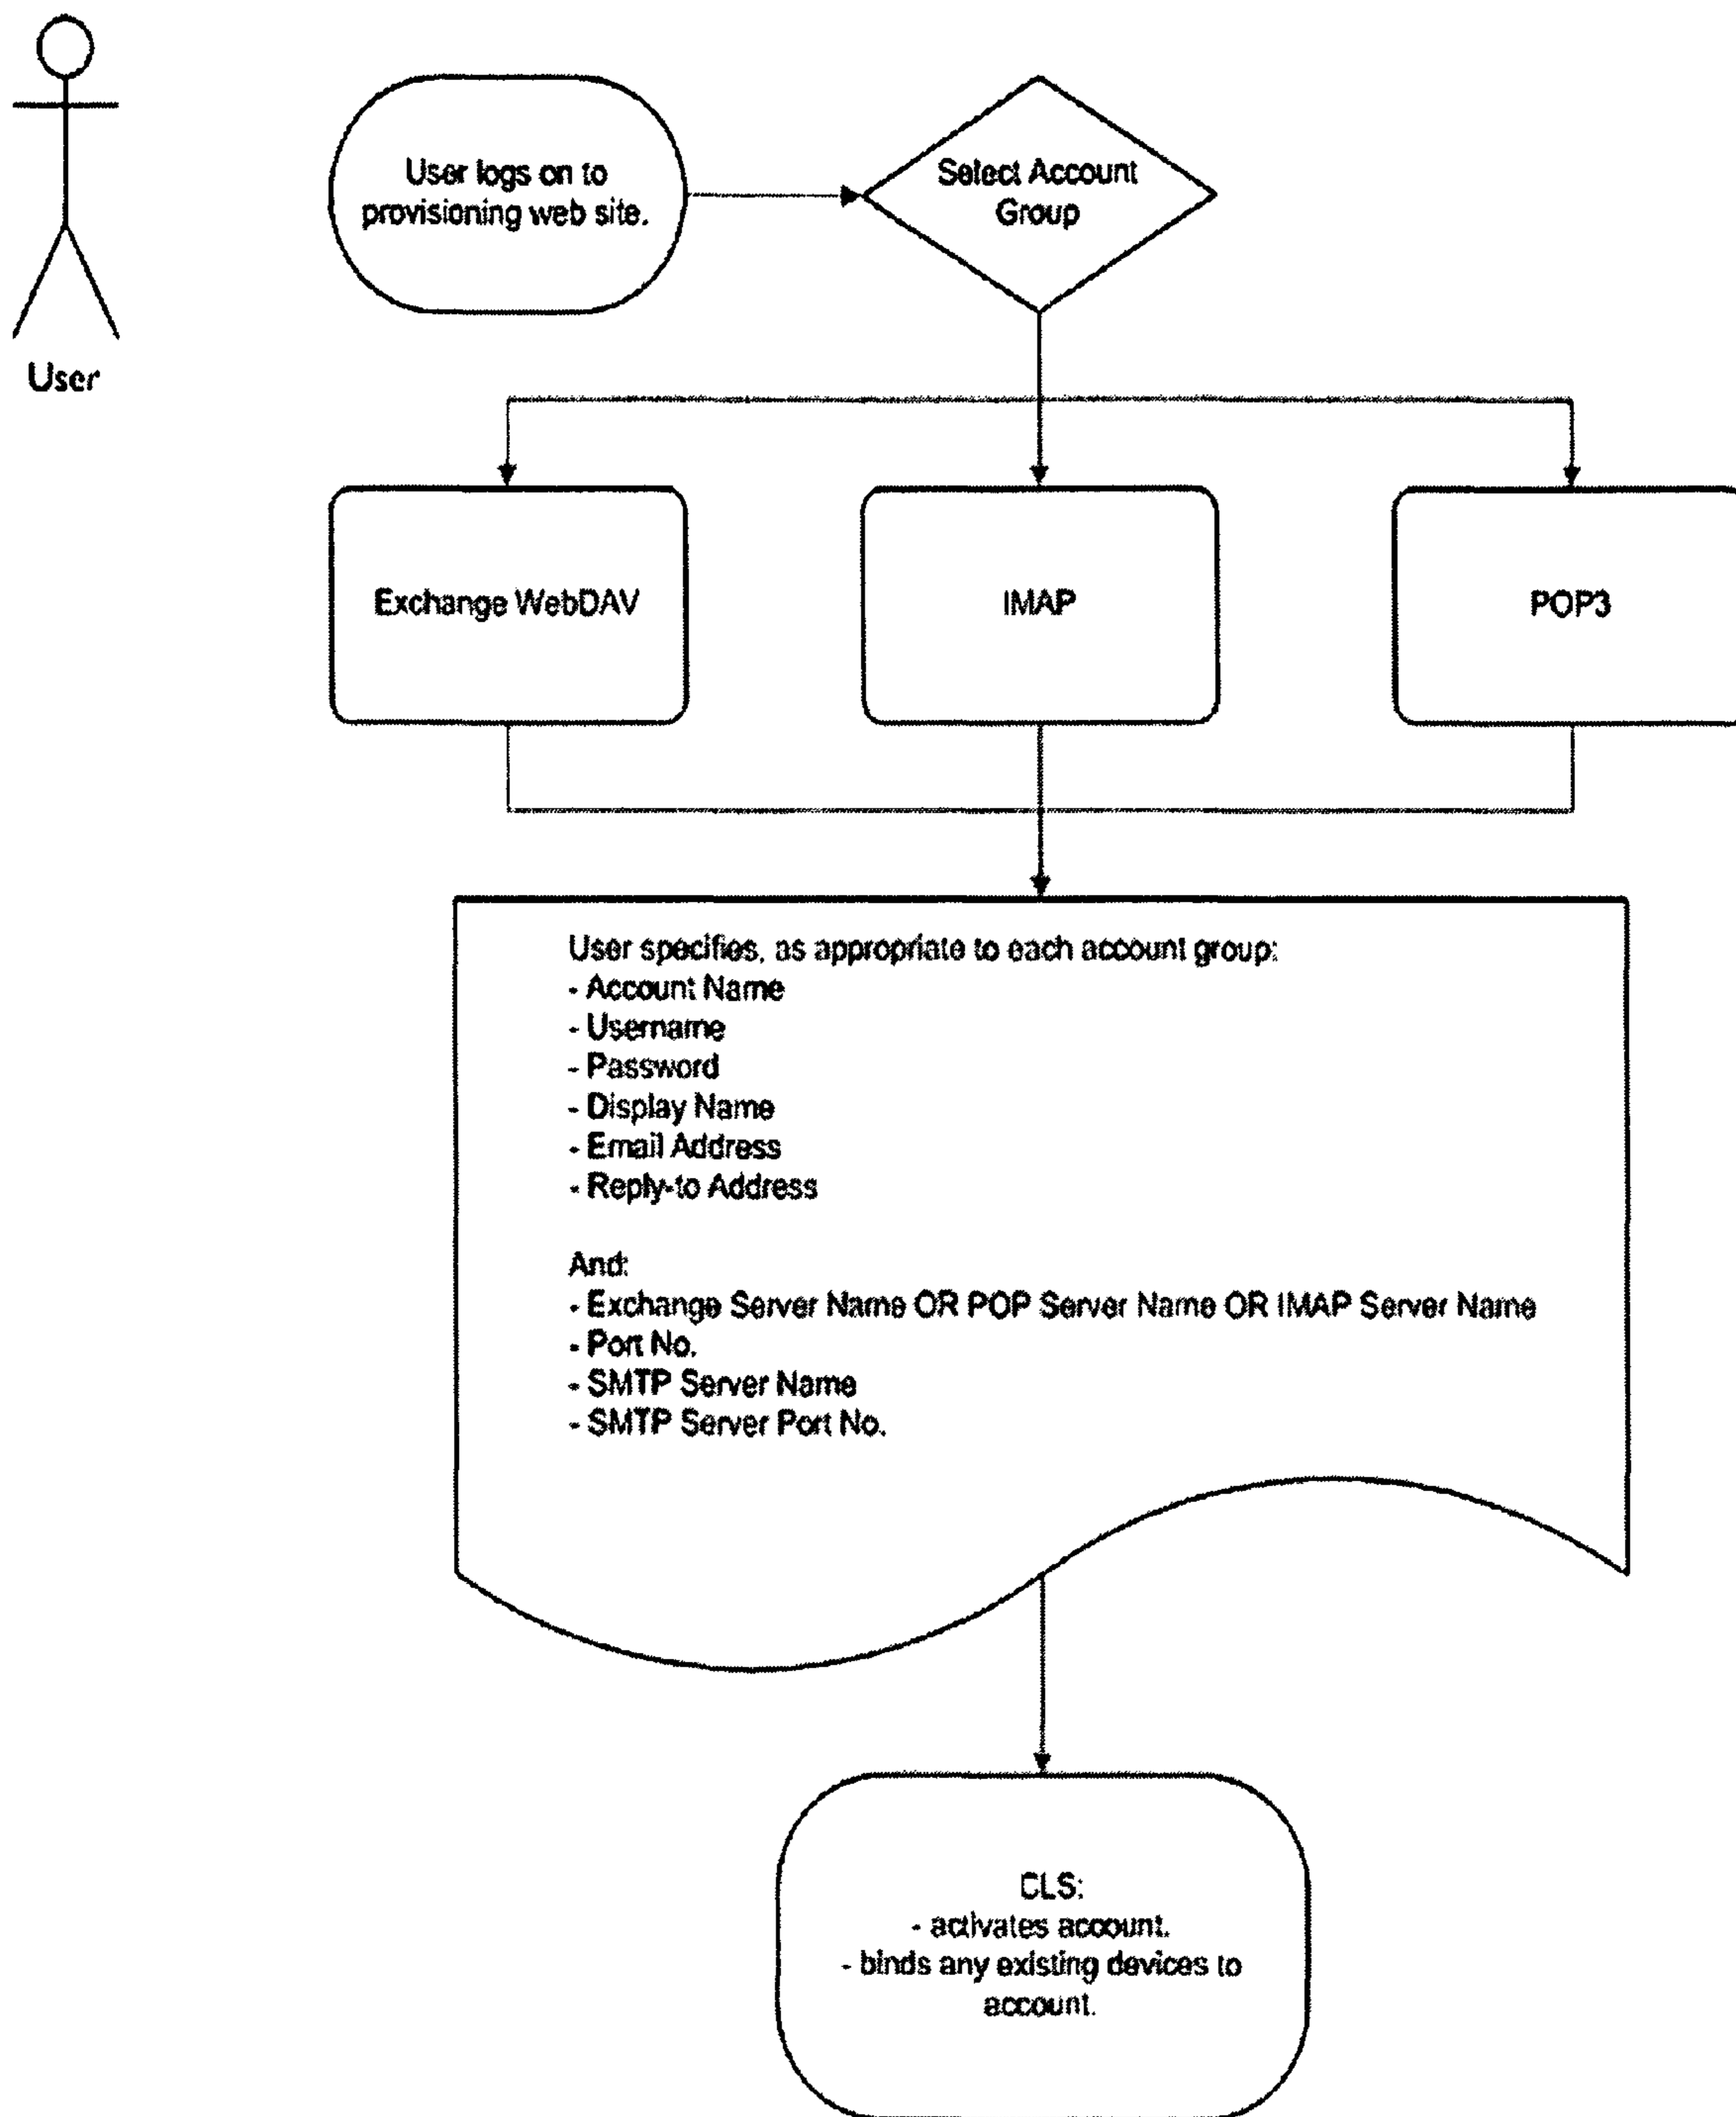 User
User logs on to
provisioning web site.
Select Account
Group
Exchange WebDAV
IMAP
POP3
User specifies, as appropriate to each account group:
- Account Name
- Username
- Password
- Display Name
- Email Address
- Reply-to Address
And:
- Exchange Server Name OR POP Server Name OR IMAP Server Name
- Port No.
- SMTP Server Name
- SMTP Server Port No.
CLS:
- activates account.
- binds any existing devices to
account.